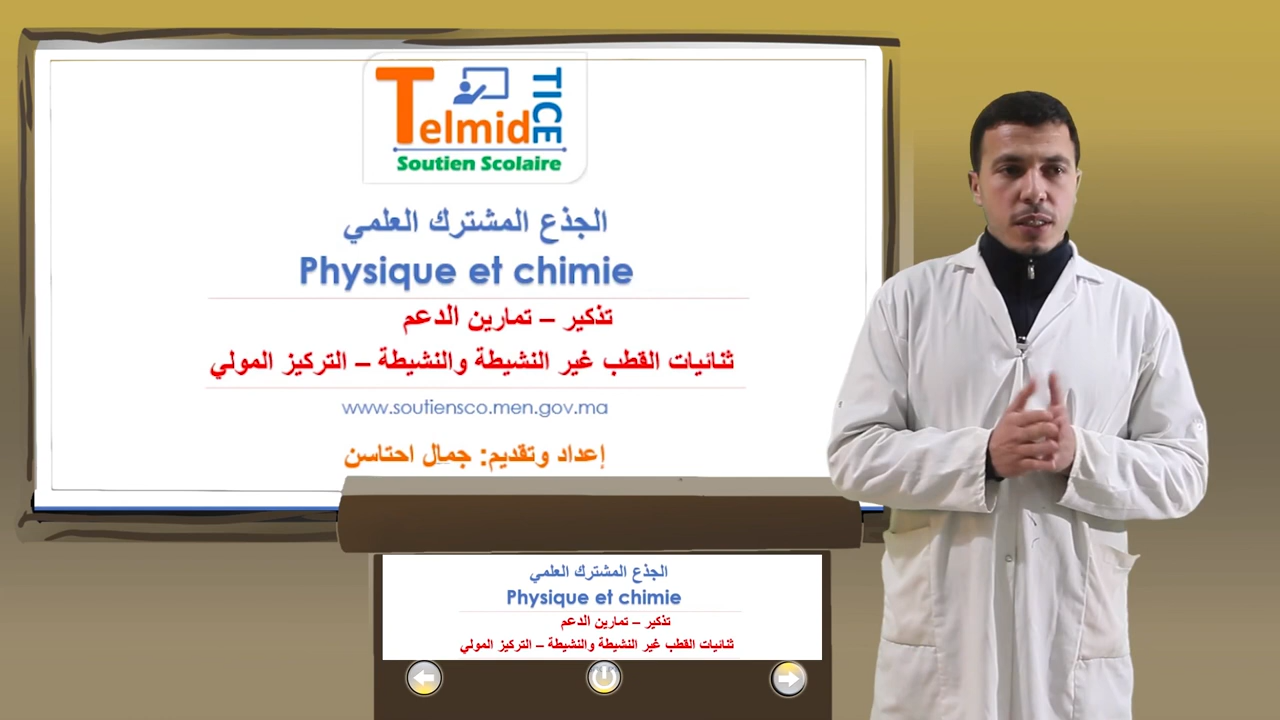 Telmid TICE
Soutien Scolaire
الجذع المشترك العلمي
Physique et chimie
تذكير – تمارين الدعم
ثنائيات القطب غير النشيطة والنشيطة – التركيز المولي
www.soutiensco.men.gov.ma
إعداد وتقديم: جمال احتاسن
الجذع المشترك العلمي
Physique et chimie
تذكير – تمارين الدعم
ثنائيات القطب غير النشيطة والنشيطة – التركيز المولي